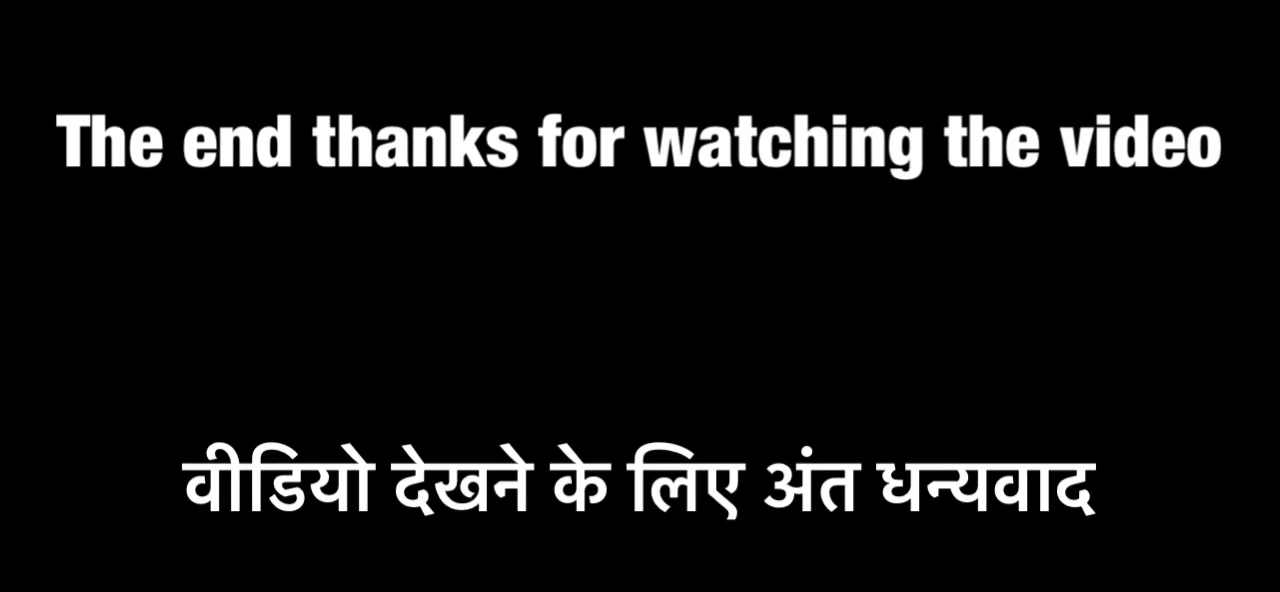 The end thanks for watching the video
वीडियो देखने के लिए अंत धन्यवाद